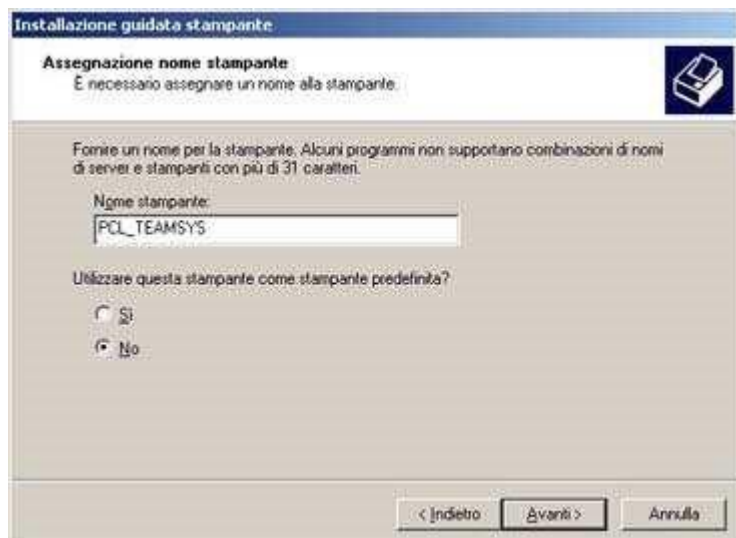 Installazione guidata stampante
Assegnazione nome stampante
È necessario assegnare un nome alla stampante.
Fornire un nome per la stampante. Alcuni programmi non supportano combinazioni di nomi
di server e stampanti con più di 31 caratteri.
Nome stampante:
PCL_TEAMSYS
Utilizzare questa stampante come stampante predefinita?
Sì
No
< Indietro
Avanti >
Annulla